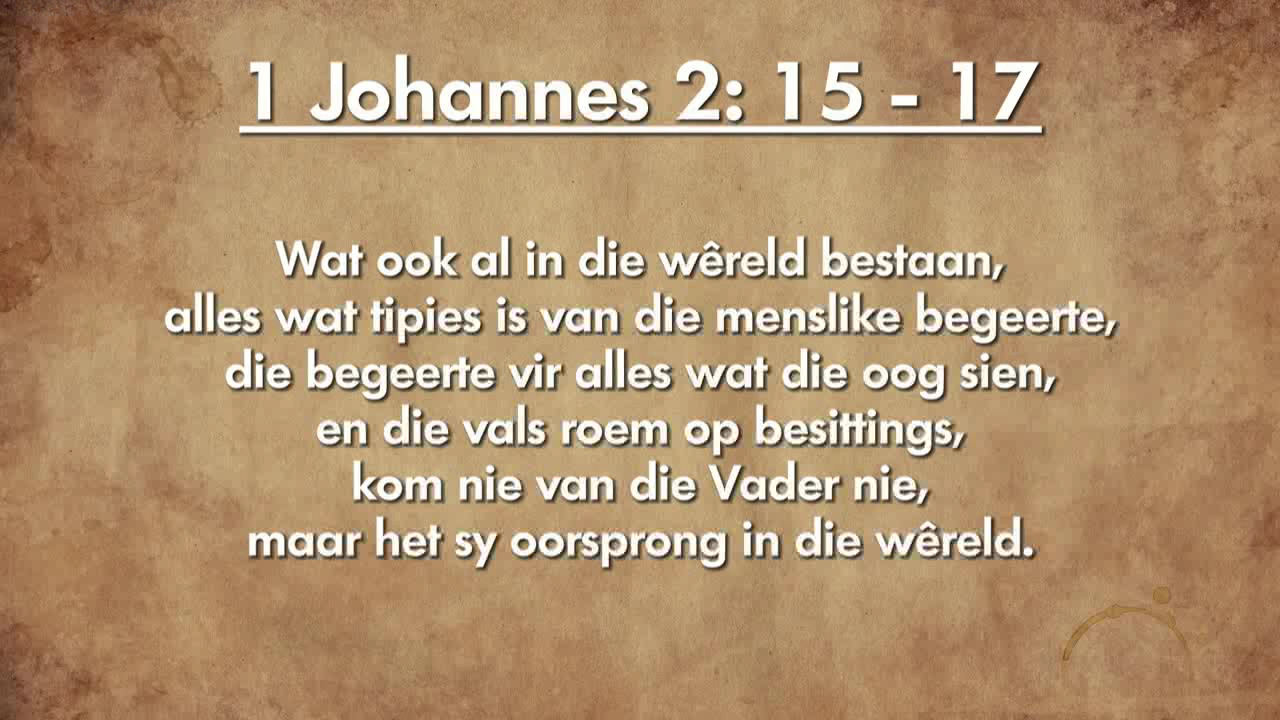 1 Johannes 2: 15 - 17
Wat ook al in die wêreld bestaan,
alles wat tipies is van die menslike begeerte,
die begeerte vir alles wat die oog sien,
en die vals roem op besittings,
kom nie van die Vader nie,
maar het sy oorsprong in die wêreld.